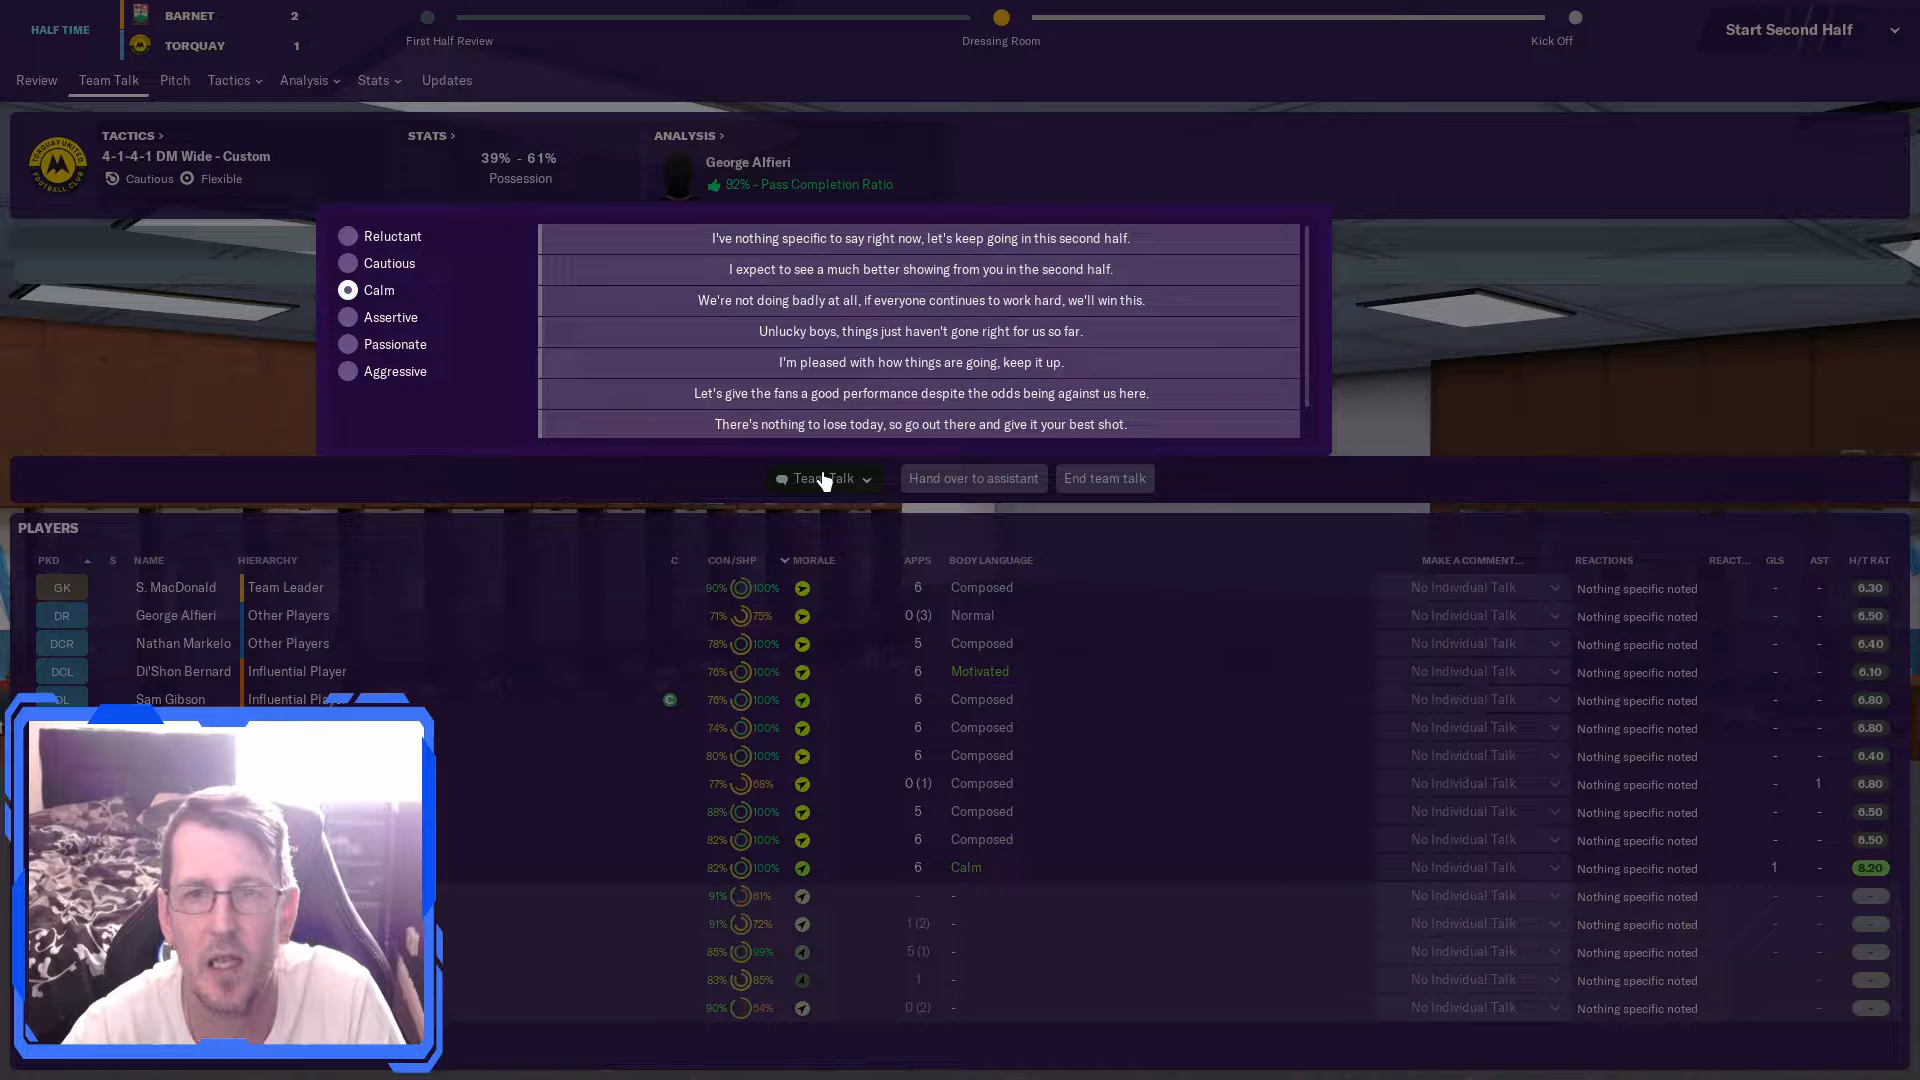 HALF TIME
BARNET 2
TORQUAY 1
First Half Review
Dressing Room
Kick Off
Start Second Half
Review Team Talk Pitch Tactics Analysis Stats Updates
TACTICS >
4-1-4-1 DM Wide - Custom
Cautious Flexible
STATS >
39% - 61%
Possession
ANALYSIS >
George Alfieri
92% - Pass Completion Ratio
TORQUAY UNITED
FOOTBALL CLUB
Reluctant
Cautious
Calm
Assertive
Passionate
Aggressive
I've nothing specific to say right now, let's keep going in this second half.
I expect to see a much better showing from you in the second half.
We're not doing badly at all, if everyone continues to work hard, we'll win this.
Unlucky boys, things just haven't gone right for us so far.
I'm pleased with how things are going, keep it up.
Let's give the fans a good performance despite the odds being against us here.
There's nothing to lose today, so go out there and give it your best shot.
Team Talk Hand over to assistant End team talk
PLAYERS
PKD S NAME HIERARCHY C CON/SHP MORALE APPS BODY LANGUAGE MAKE A COMMENT... REACTIONS REACT... GLS AST H/T RAT
GK S. MacDonald Team Leader 90% 100% 6 Composed No Individual Talk Nothing specific noted - - 6.30
DR George Alfieri Other Players 71% 75% 0 (3) Normal No Individual Talk Nothing specific noted - - 6.50
DCR Nathan Markelo Other Players 78% 100% 5 Composed No Individual Talk Nothing specific noted - - 6.40
DCL Di'Shon Bernard Influential Player 76% 100% 6 Motivated No Individual Talk Nothing specific noted - - 6.10
DL Sam Gibson Influential Player C 76% 100% 6 Composed No Individual Talk Nothing specific noted - - 6.80
74% 100% 6 Composed No Individual Talk Nothing specific noted - - 6.80
80% 100% 6 Composed No Individual Talk Nothing specific noted - - 6.40
77% 68% 0 (1) Composed No Individual Talk Nothing specific noted - 1 6.80
88% 100% 5 Composed No Individual Talk Nothing specific noted - - 6.50
82% 100% 6 Composed No Individual Talk Nothing specific noted - - 6.50
82% 100% 6 Calm No Individual Talk Nothing specific noted 1 - 8.20
91% 61% - - No Individual Talk Nothing specific noted - - -
91% 72% 1 (2) - No Individual Talk Nothing specific noted - - -
85% 99% 5 (1) - No Individual Talk Nothing specific noted - - -
83% 85% 1 - No Individual Talk Nothing specific noted - - -
90% 54% 0 (2) - No Individual Talk Nothing specific noted - - -